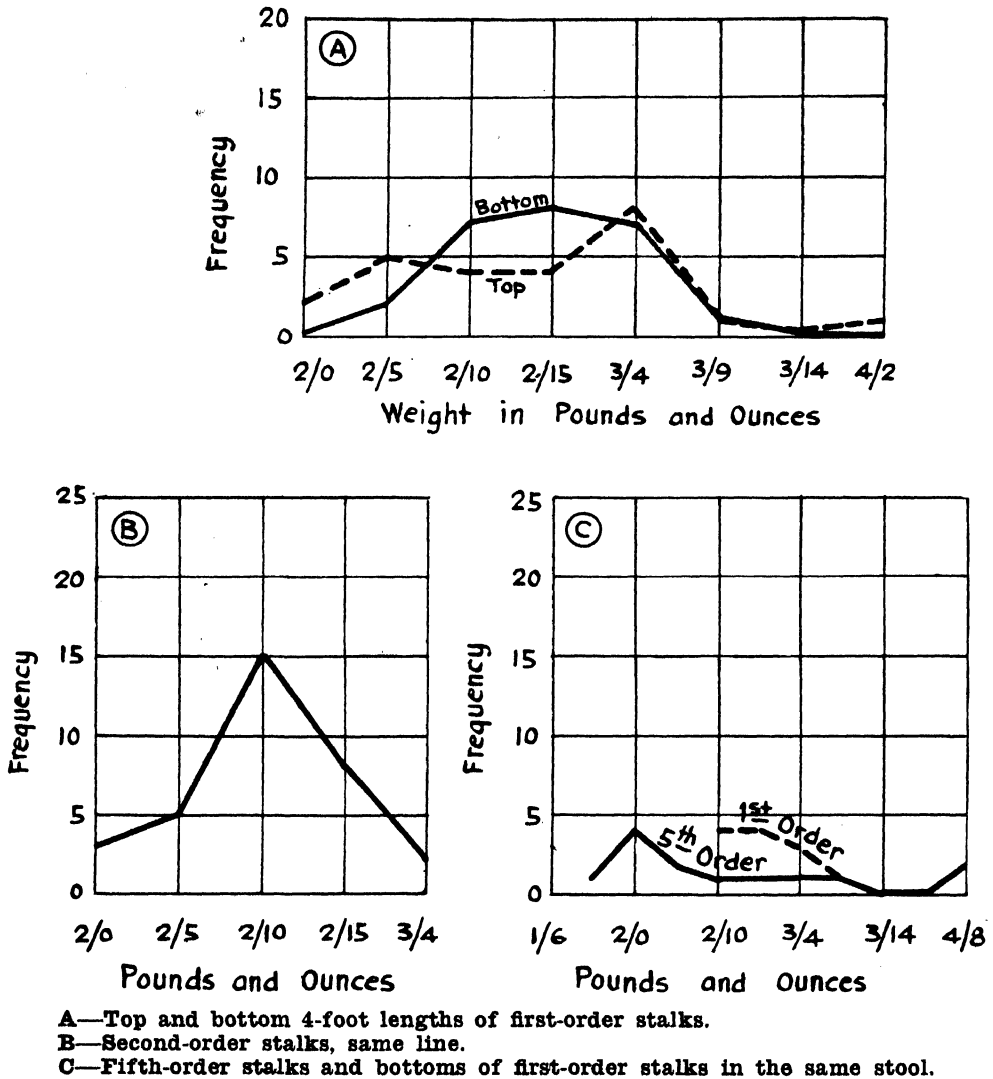 20
A
15
Frequency
10
Bottom
5
Top
0
2/0 2/5 2/10 2/15 3/4 3/9 3/14 4/2
Weight in Pounds and Ounces
25
B
20
15
Frequency
10
5
0
2/0 2/5 2/10 2/15 3/4
Pounds and Ounces
25
C
20
15
Frequency
10
1st Order
5
5th Order
0
1/6 2/0 2/10 3/4 3/14 4/8
Pounds and Ounces
A—Top and bottom 4-foot lengths of first-order stalks.
B—Second-order stalks, same line.
C—Fifth-order stalks and bottoms of first-order stalks in the same stool.